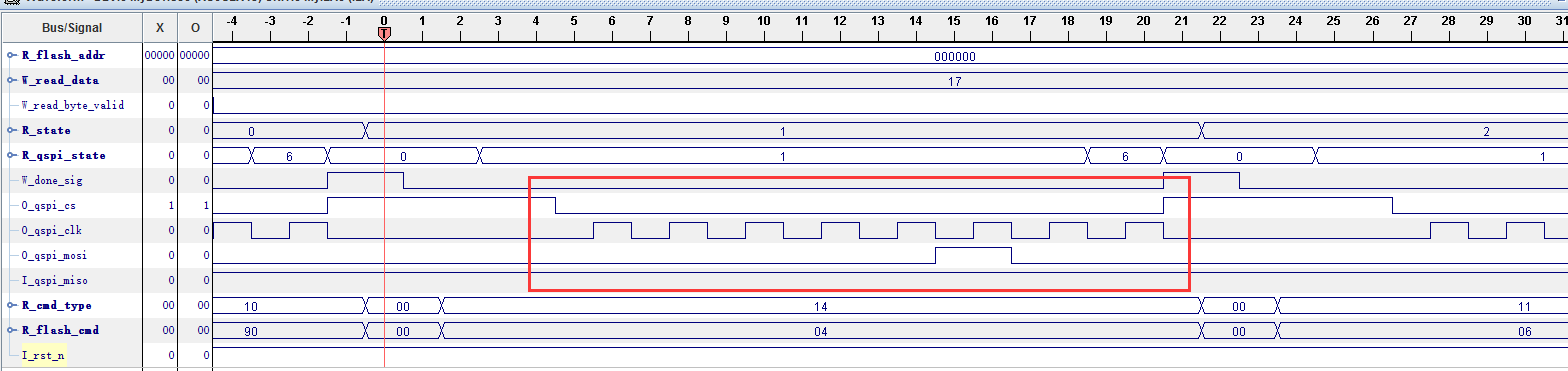 Bus/Signal X O -4 -3 -2 -1 0 1 2 3 4 5 6 7 8 9 10 11 12 13 14 15 16 17 18 19 20 21 22 23 24 25 26 27 28 29 30 31
T
R_flash_addr 00000 00000 000000
W_read_data 00 00 17
W_read_byte_valid 0 0
R_state 0 0 0 1 2
R_qspi_state 0 0 6 0 1 6 0 1
W_done_sig 0 0
O_qspi_cs 1 1
O_qspi_clk 0 0
O_qspi_mosi 0 0
I_qspi_miso 0 0
R_cmd_type 00 00 10 00 14 00 11
R_flash_cmd 00 00 90 00 04 00 06
I_rst_n 0 0